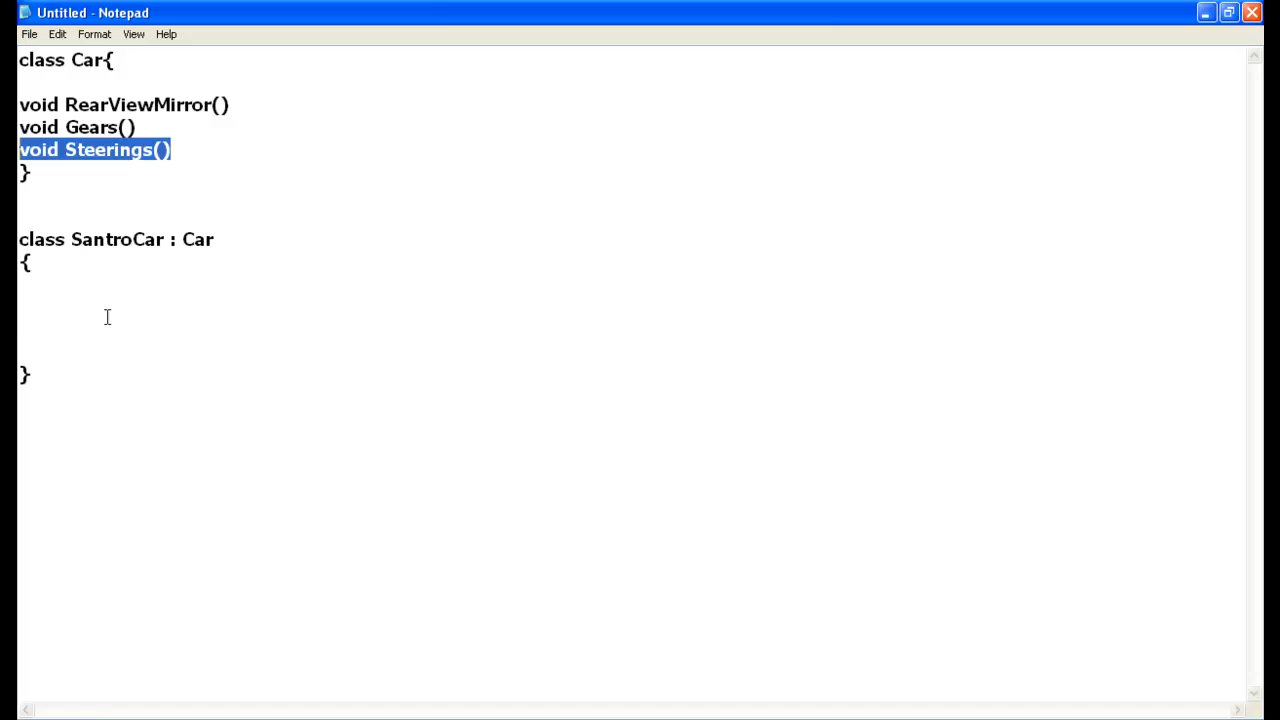 Untitled - Notepad
File Edit Format View Help
class Car{
void RearViewMirror()
void Gears()
void Steerings()
}
class SantroCar : Car
{
}